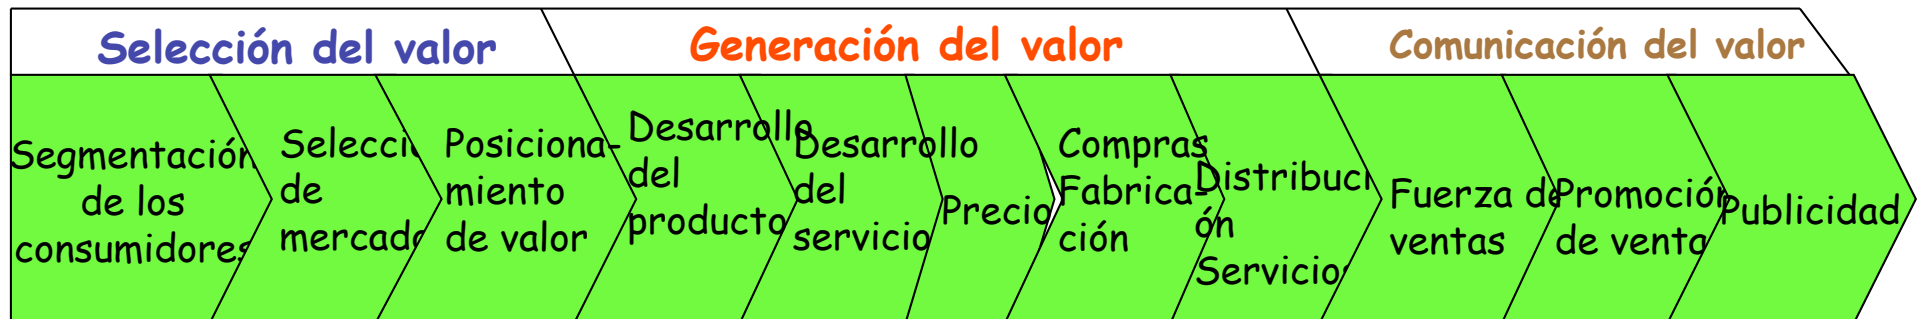 Selección del valor
Generación del valor
Comunicación del valor
Segmentación
de los
consumidores
Selecci
de
mercado
Posiciona-
miento
de valor
Desarrollo
del
producto
Desarrollo
del
servicio
Precio
Compras
Fabrica-
ción
Distribuci
ón
Servicios
Fuerza de
ventas
Promoción
de venta
Publicidad